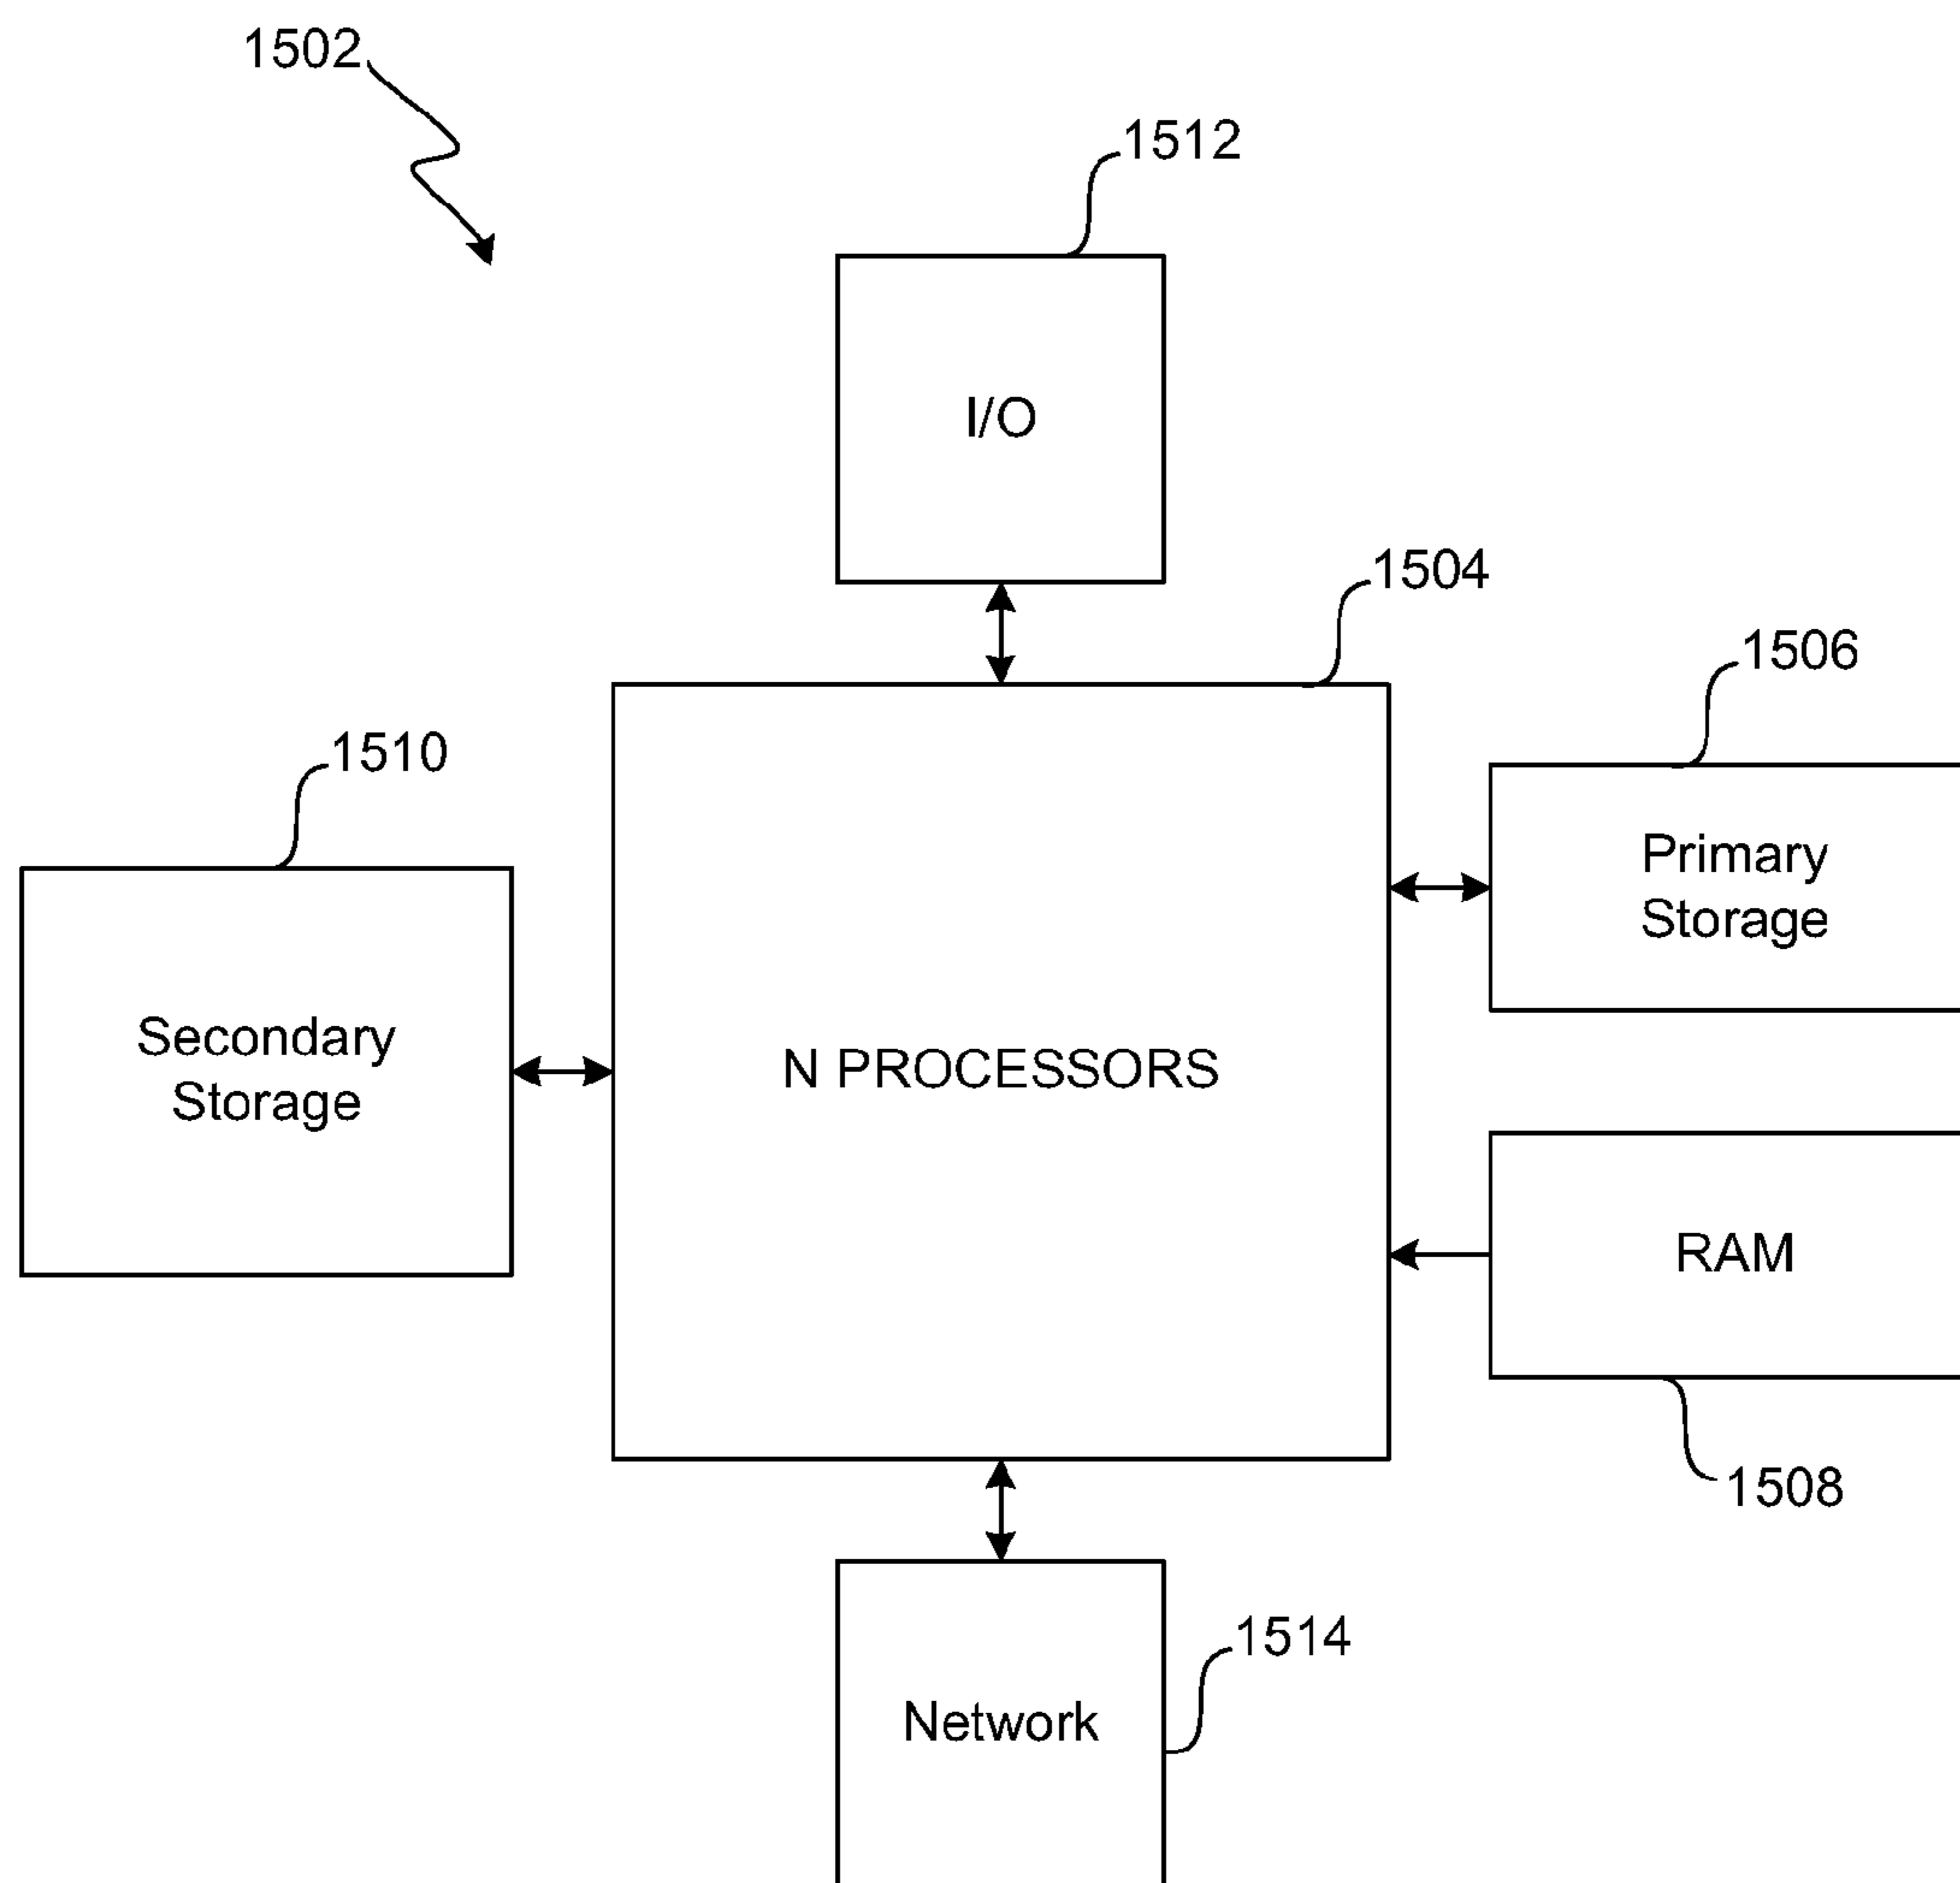 1502
1512
I/O
1504
1506
1510
Primary
Storage
Secondary
Storage
N PROCESSORS
RAM
1508
1514
Network